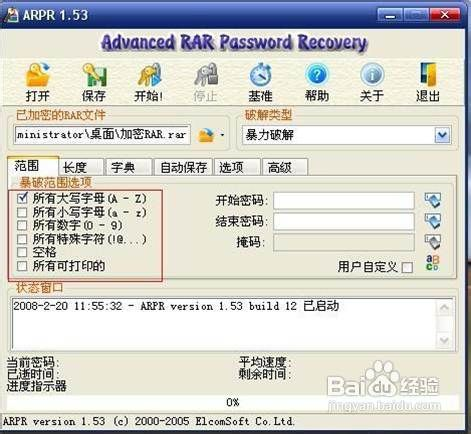 ARPR 1.53
Advanced RAR Password Recovery
打开 保存 开始! 停止 基准 帮助 关于 退出
已加密的RAR文件 破解类型
ministrator\桌面\加密RAR.rar 暴力破解
范围 长度 字典 自动保存 选项 高级
暴破范围选项
所有大写字母(A - Z) 开始密码:
所有小写字母(a - z)
所有数字(0 - 9) 结束密码:
所有特殊字符(!@...) 掩码:
空格
所有可打印的 用户自定义
状态窗口
2008-2-20 11:55:32 - ARPR version 1.53 build 12 已启动
当前密码: 平均速度:
已逝时间: 剩余时间:
进度指示器
0%
ARPR version 1.53 (c) 2000-2005 ElcomSoft Co.Ltd.
Baidu经验
jingyan.baidu.com